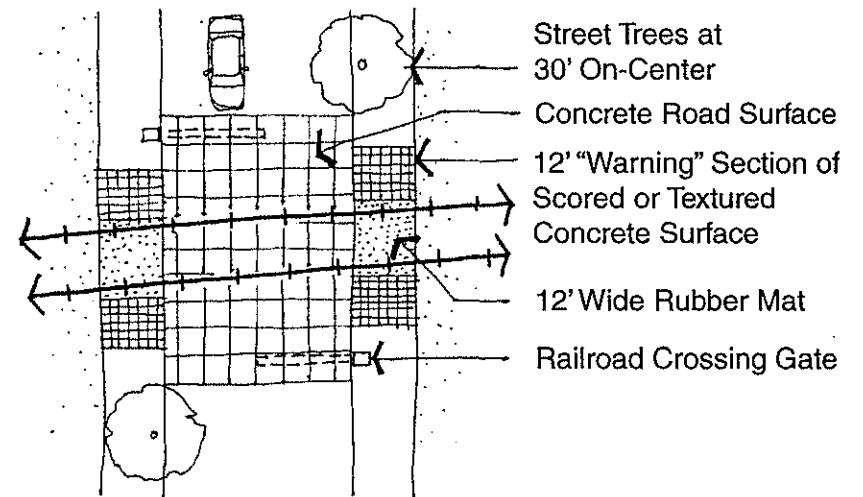 Street Trees at
30' On-Center
Concrete Road Surface
12' “Warning” Section of
Scored or Textured
Concrete Surface
12' Wide Rubber Mat
Railroad Crossing Gate